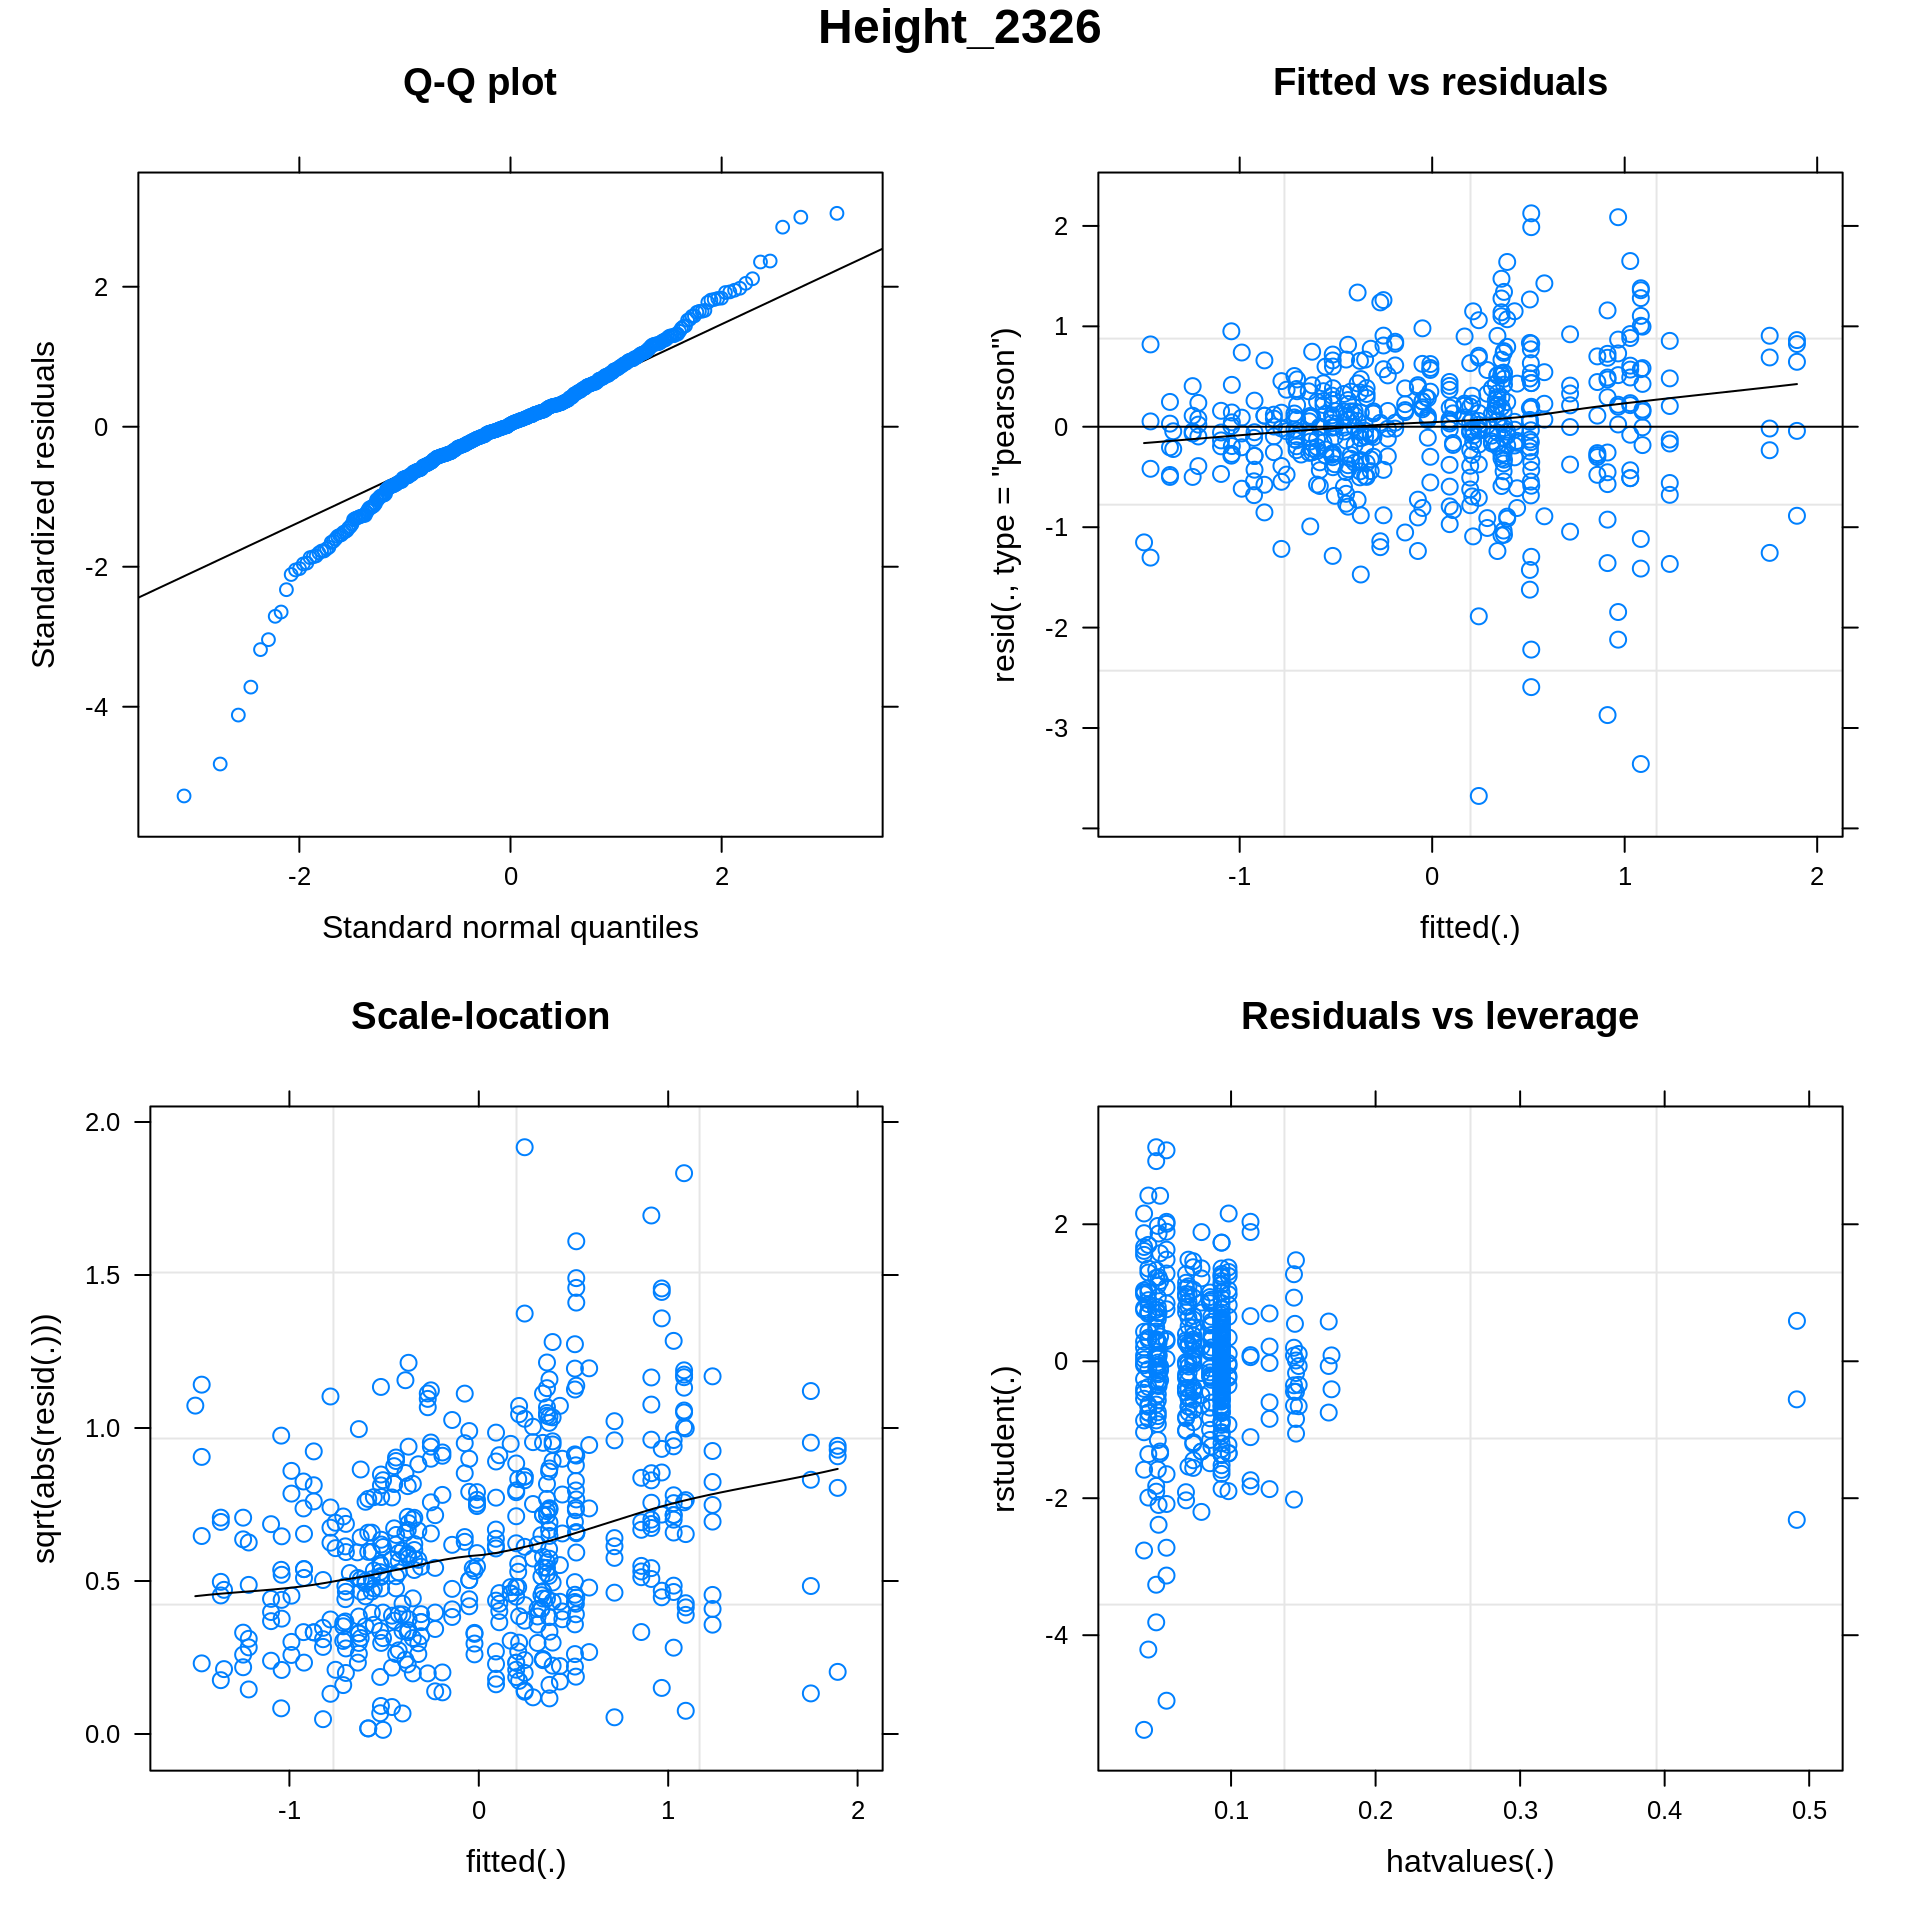 Height_2326
Q-Q plot
2
0
-2
-4
-2 0 2
Standardized residuals
Standard normal quantiles
Fitted vs residuals
2
1
0
-1
-2
-3
-1 0 1 2
resid(., type = "pearson")
fitted(.)
Scale-location
2.0
1.5
1.0
0.5
0.0
-1 0 1 2
sqrt(abs(resid(.)))
fitted(.)
Residuals vs leverage
2
0
-2
-4
0.1 0.2 0.3 0.4 0.5
rstudent(.)
hatvalues(.)